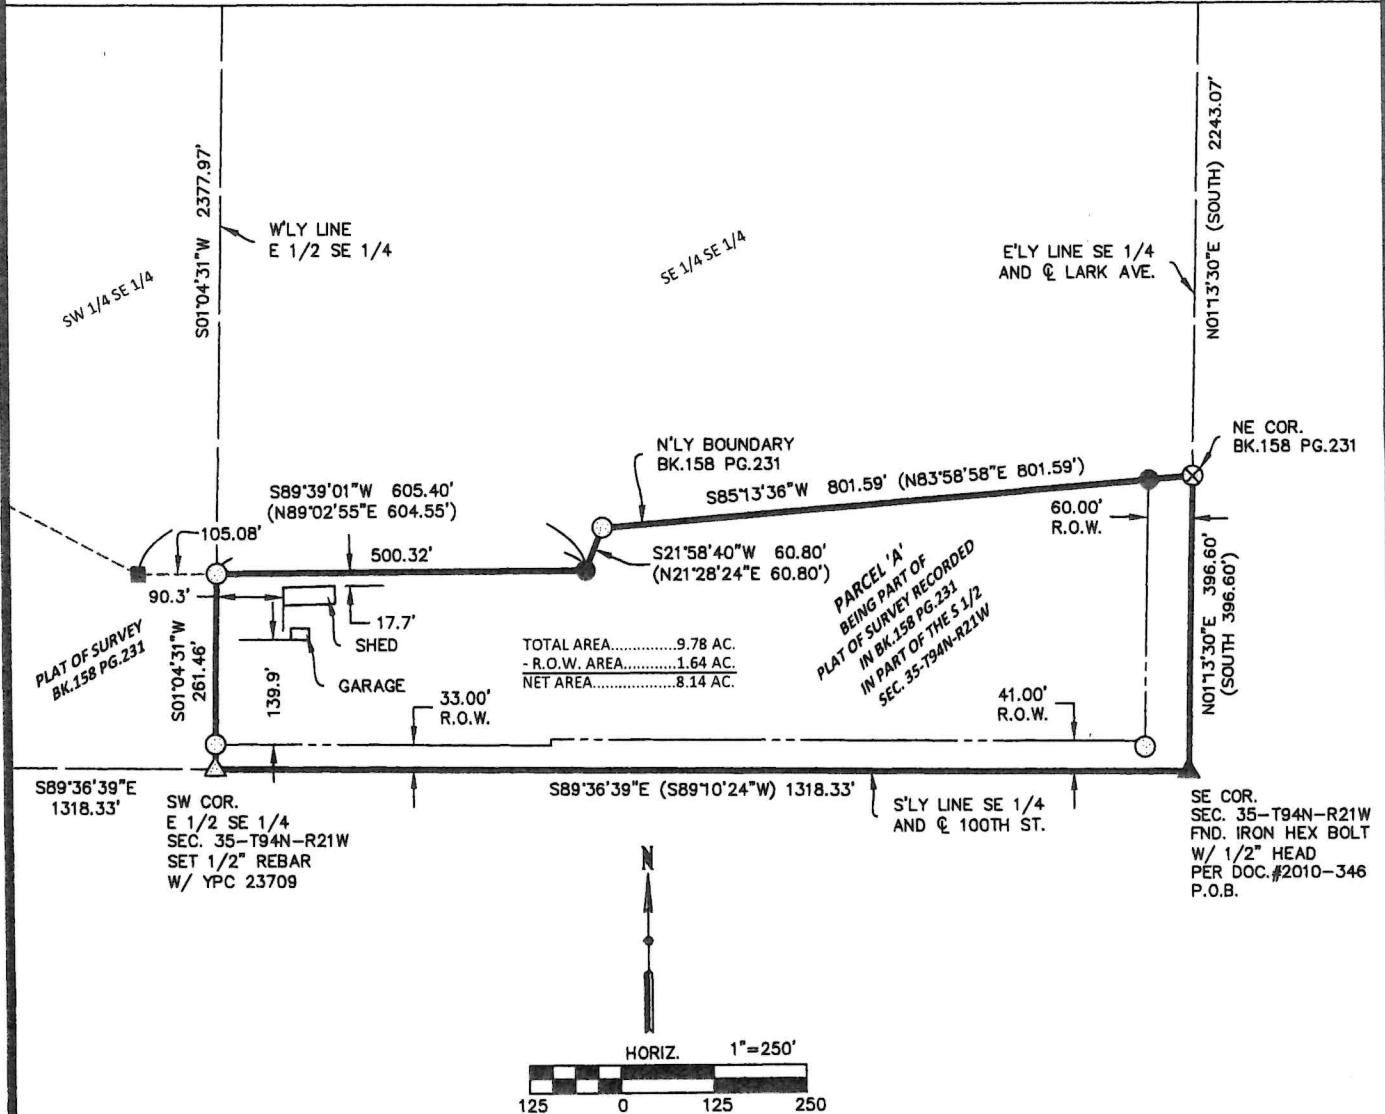 S01°04'31"W 2377.97'
W'LY LINE
E 1/2 SE 1/4
SW 1/4 SE 1/4
SE 1/4 SE 1/4
E'LY LINE SE 1/4
AND ℄ LARK AVE.
N01°13'30"E (SOUTH) 2243.07'
NE COR.
BK.158 PG.231
N'LY BOUNDARY
BK.158 PG.231
S85°13'36"W 801.59' (N83°58'58"E 801.59')
S89°39'01"W 605.40'
(N89°02'55"E 604.55')
105.08'
500.32'
60.00'
R.O.W.
S21°58'40"W 60.80'
(N21°28'24"E 60.80')
90.3'
17.7'
SHED
GARAGE
139.9'
PLAT OF SURVEY
BK.158 PG.231
S01°04'31"W
261.46'
TOTAL AREA..............9.78 AC.
- R.O.W. AREA............1.64 AC.
NET AREA.................8.14 AC.
PARCEL 'A'
BEING PART OF
PLAT OF SURVEY RECORDED
IN BK.158 PG.231
IN PART OF THE S 1/2
SEC. 35-T94N-R21W
N01°13'30"E 396.60'
(SOUTH 396.60')
33.00'
R.O.W.
41.00'
R.O.W.
S89°36'39"E
1318.33'
S89°36'39"E (S89°10'24"W) 1318.33'
S'LY LINE SE 1/4
AND ℄ 100TH ST.
SW COR.
E 1/2 SE 1/4
SEC. 35-T94N-R21W
SET 1/2" REBAR
W/ YPC 23709
SE COR.
SEC. 35-T94N-R21W
FND. IRON HEX BOLT
W/ 1/2" HEAD
PER DOC.#2010-346
P.O.B.
N
HORIZ. 1"=250'
125 0 125 250